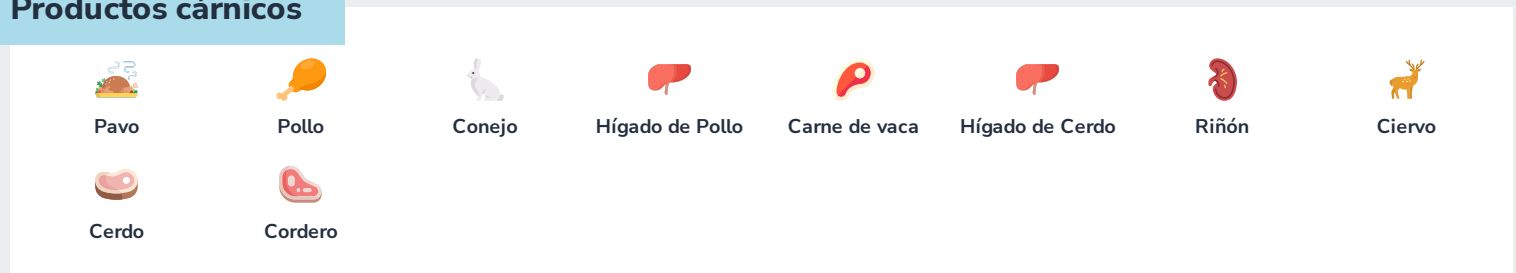 Productos cárnicos
Pavo Pollo Conejo Hígado de Pollo Carne de vaca Hígado de Cerdo Riñón Ciervo
Cerdo Cordero